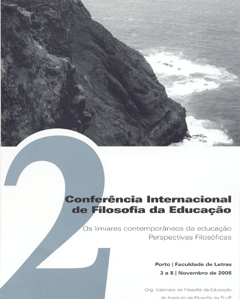 2
Conferência Internacional
de Filosofia da Educação
Os limiares contemporâneos da educação
Perspectivas Filosóficas
Porto | Faculdade de Letras
3 a 5 | Novembro de 2006
Org: Gabinete de Filosofia da Educação
do Instituto de Filosofia da FLUP